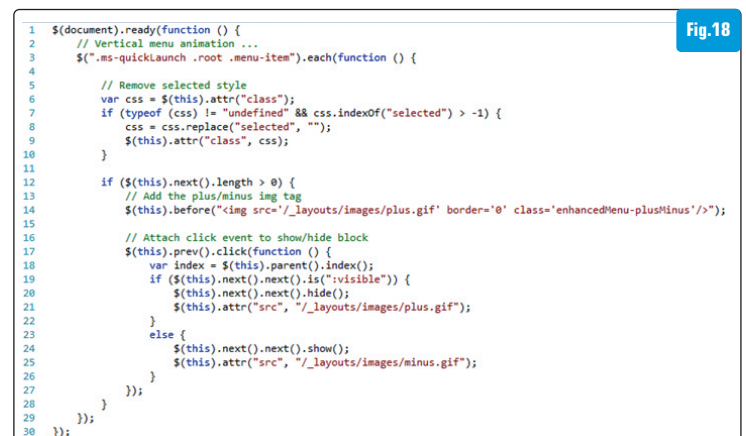 Fig.18
1 $(document).ready(function () {
2 // Vertical menu animation ...
3 $(".ms-quickLaunch .root .menu-item").each(function () {
4
5 // Remove selected style
6 var css = $(this).attr("class");
7 if (typeof (css) != "undefined" && css.indexOf("selected") > -1) {
8 css = css.replace("selected", "");
9 $(this).attr("class", css);
10 }
11
12 if ($(this).next().length > 0) {
13 // Add the plus/minus img tag
14 $(this).before("<img src='/_layouts/images/plus.gif' border='0' class='enhancedMenu-plusMinus'/>");
15
16 // Attach click event to show/hide block
17 $(this).prev().click(function () {
18 var index = $(this).parent().index();
19 if ($(this).next().next().is(":visible")) {
20 $(this).next().next().hide();
21 $(this).attr("src", "/_layouts/images/plus.gif");
22 }
23 else {
24 $(this).next().next().show();
25 $(this).attr("src", "/_layouts/images/minus.gif");
26 }
27 });
28 }
29 });
30 });